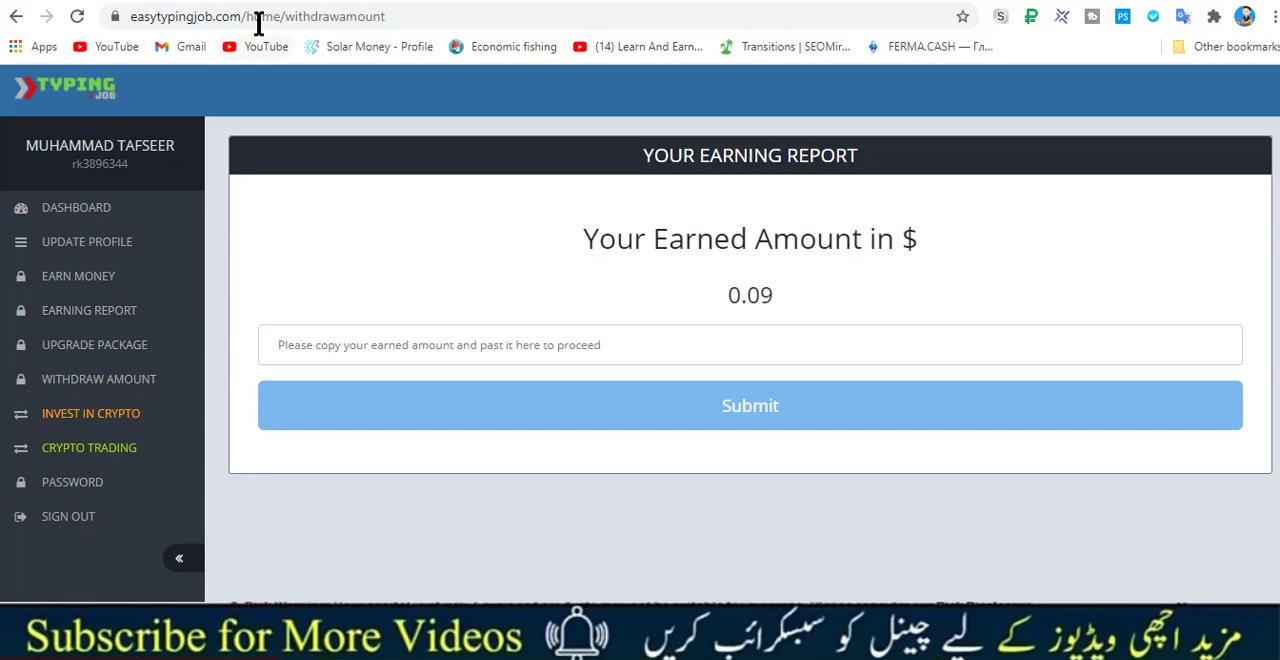 easytypingjob.com/home/withdrawamount
Apps YouTube Gmail YouTube Solar Money - Profile Economic fishing (14) Learn And Earn... Transitions | SEOMir... FERMA.CASH — Гл... Other bookmarks
TYPING
JOB
MUHAMMAD TAFSEER
rk3896344
DASHBOARD
UPDATE PROFILE
EARN MONEY
EARNING REPORT
UPGRADE PACKAGE
WITHDRAW AMOUNT
INVEST IN CRYPTO
CRYPTO TRADING
PASSWORD
SIGN OUT
YOUR EARNING REPORT
Your Earned Amount in $
0.09
Please copy your earned amount and past it here to proceed
Submit
Subscribe for More Videos
مزید اچھی ویڈیوز کے لیے چینل کو سبسکرائب کریں